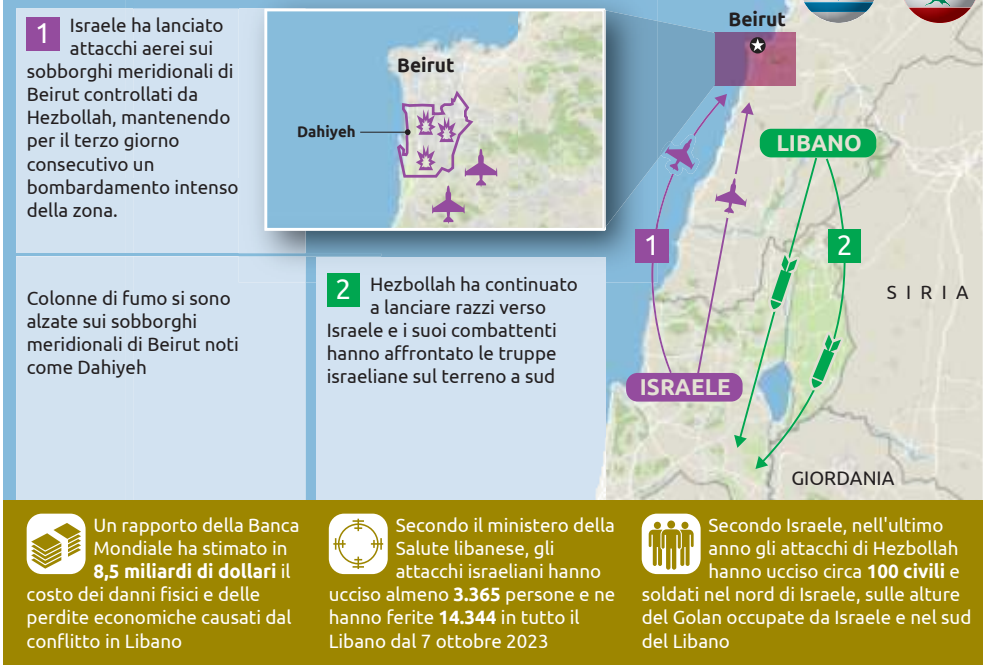 1 Israele ha lanciato
attacchi aerei sui
sobborghi meridionali di
Beirut controllati da
Hezbollah, mantenendo
per il terzo giorno
consecutivo un
bombardamento intenso
della zona.
Beirut
Dahiyeh
Colonne di fumo si sono
alzate sui sobborghi
meridionali di Beirut noti
come Dahiyeh
2 Hezbollah ha continuato
a lanciare razzi verso
Israele e i suoi combattenti
hanno affrontato le truppe
israeliane sul terreno a sud
Beirut
LIBANO
1
2
SIRIA
ISRAELE
GIORDANIA
Un rapporto della Banca
Mondiale ha stimato in
8,5 miliardi di dollari il
costo dei danni fisici e delle
perdite economiche causati dal
conflitto in Libano
Secondo il ministero della
Salute libanese, gli
attacchi israeliani hanno
ucciso almeno 3.365 persone e ne
hanno ferite 14.344 in tutto il
Libano dal 7 ottobre 2023
Secondo Israele, nell'ultimo
anno gli attacchi di Hezbollah
hanno ucciso circa 100 civili e
soldati nel nord di Israele, sulle alture
del Golan occupate da Israele e nel sud
del Libano